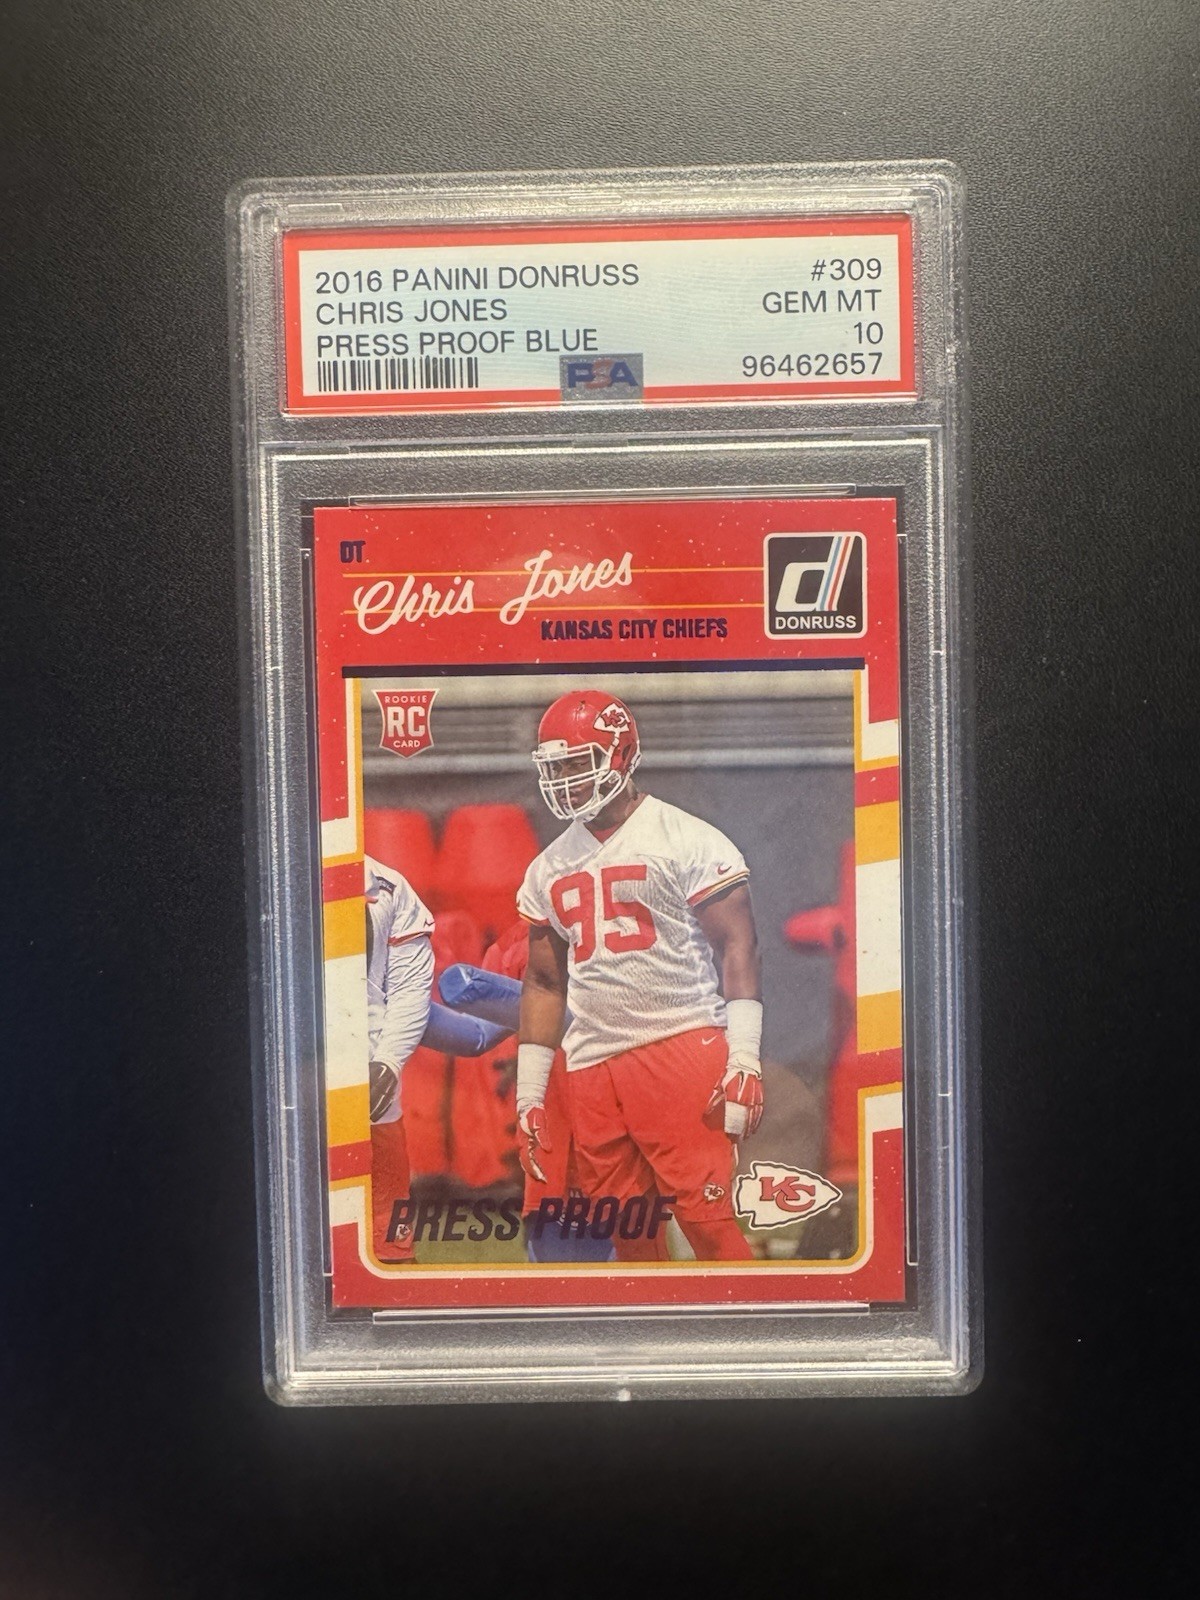 2016 PANINI DONRUSS #309
CHRIS JONES GEM MT
PRESS PROOF BLUE 10
PSA 96462657
DT
Chris Jones
KANSAS CITY CHIEFS
d
DONRUSS
ROOKIE
RC
CARD
KC
95
PRESS PROOF
KC